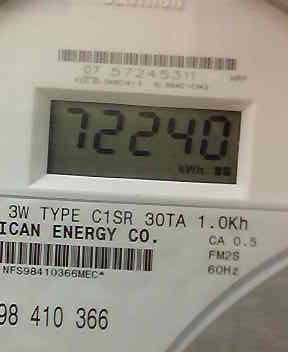 07 57245311
72240
kWh
3W TYPE C1SR 30TA 1.0Kh
ICAN ENERGY CO.
CA 0.5
FM2S
60Hz
NFS98410366MEC*
98 410 366